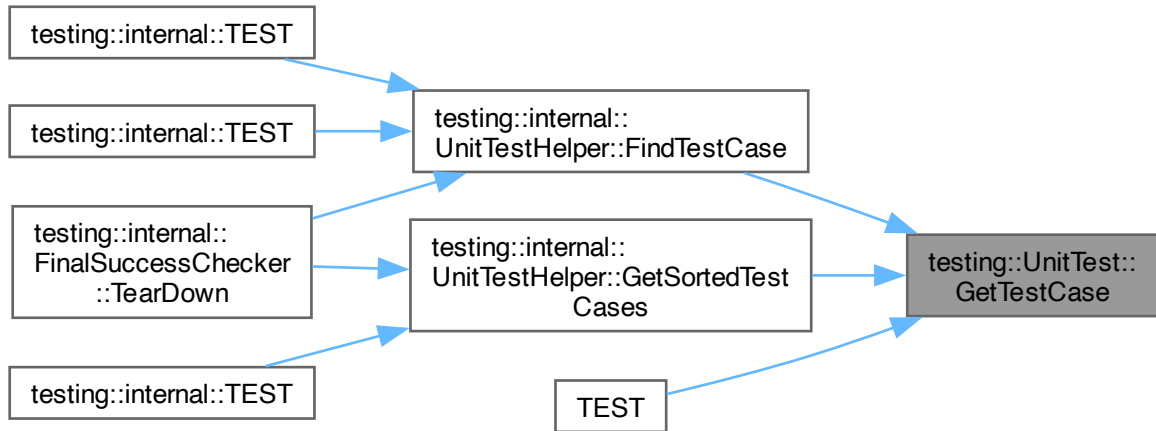 testing::internal::TEST
testing::internal::TEST
testing::internal::
FinalSuccessChecker
::TearDown
testing::internal::TEST
testing::internal::
UnitTestHelper::FindTestCase
testing::internal::
UnitTestHelper::GetSortedTest
Cases
TEST
testing::UnitTest::
GetTestCase